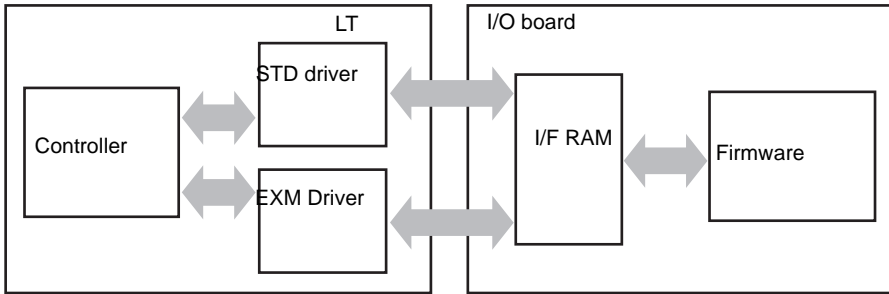 LT
I/O board
STD driver
Controller
I/F RAM
Firmware
EXM Driver